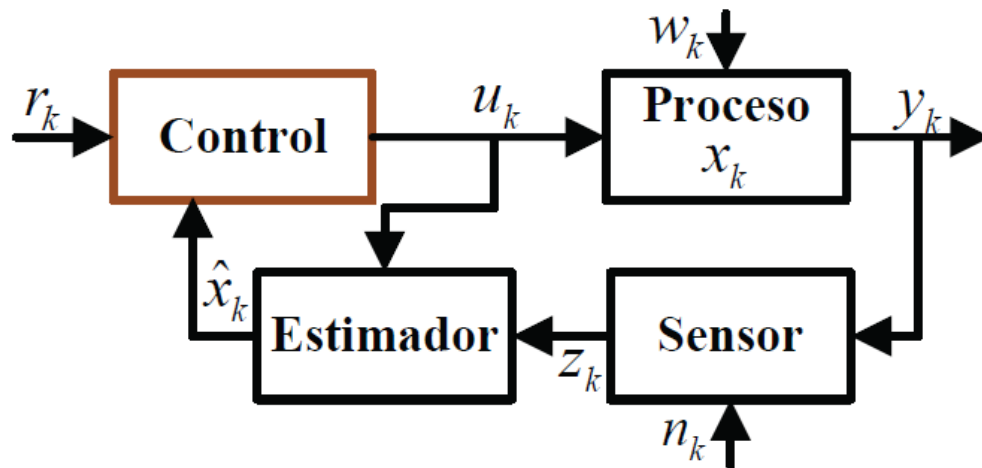 w_k
r_k
Control
u_k
Proceso
x_k
y_k
x̂_k
Estimador
z_k
Sensor
n_k